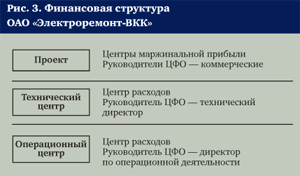 Рис. 3. Финансовая структура
ОАО «Электроремонт-ВКК»
Проект
Центры маржинальной прибыли
Руководители ЦФО — коммерческие
Технический
центр
Центр расходов
Руководитель ЦФО — технический
директор
Операционный
центр
Центр расходов
Руководитель ЦФО — директор
по операционной деятельности